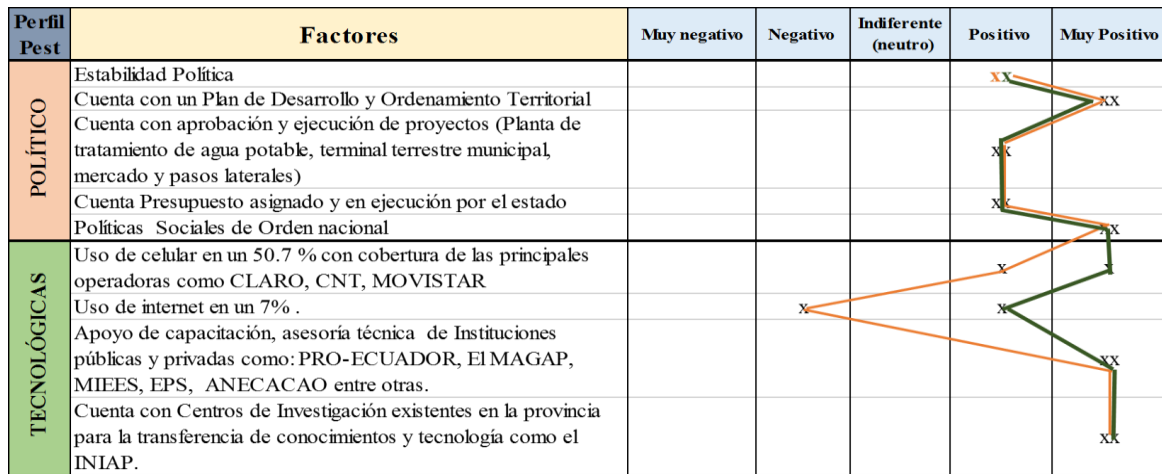 Perfil Pest Factores Muy negativo Negativo Indiferente (neutro) Positivo Muy Positivo
POLÍTICO
Estabilidad Política xx
Cuenta con un Plan de Desarrollo y Ordenamiento Territorial xx
Cuenta con aprobación y ejecución de proyectos (Planta de
tratamiento de agua potable, terminal terrestre municipal, xx
mercado y pasos laterales)
Cuenta Presupuesto asignado y en ejecución por el estado xx
Políticas Sociales de Orden nacional xx
TECNOLÓGICAS
Uso de celular en un 50.7 % con cobertura de las principales
operadoras como CLARO, CNT, MOVISTAR x x
Uso de internet en un 7% . x x
Apoyo de capacitación, asesoría técnica de Instituciones
públicas y privadas como: PRO-ECUADOR, El MAGAP, xx
MIEES, EPS, ANECACAO entre otras.
Cuenta con Centros de Investigación existentes en la provincia
para la transferencia de conocimientos y tecnología como el xx
INIAP.